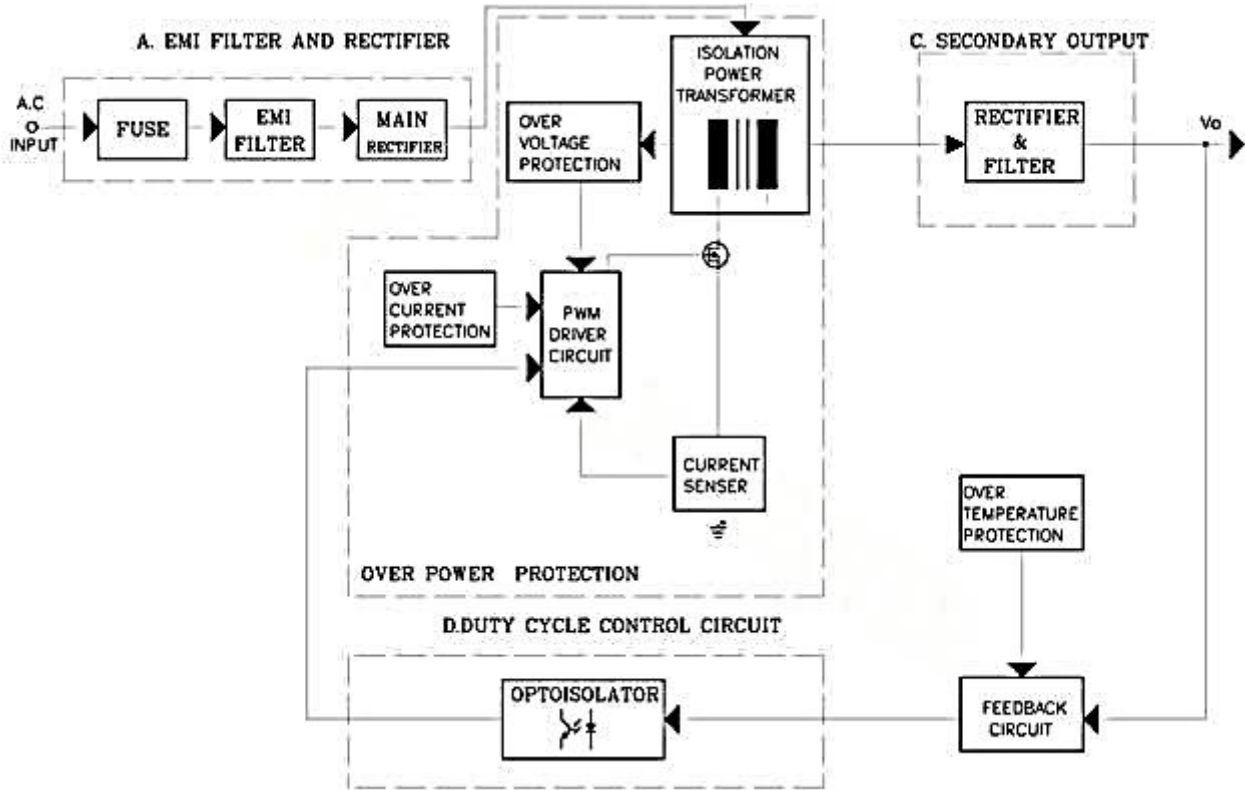 A. EMI FILTER AND RECTIFIER
A.C
INPUT
FUSE
EMI
FILTER
MAIN
RECTIFIER
ISOLATION
POWER
TRANSFORMER
OVER
VOLTAGE
PROTECTION
C. SECONDARY OUTPUT
RECTIFIER
&
FILTER
Vo
OVER
CURRENT
PROTECTION
PWM
DRIVER
CIRCUIT
CURRENT
SENSER
OVER
TEMPERATURE
PROTECTION
OVER POWER PROTECTION
D.DUTY CYCLE CONTROL CIRCUIT
OPTOISOLATOR
FEEDBACK
CIRCUIT